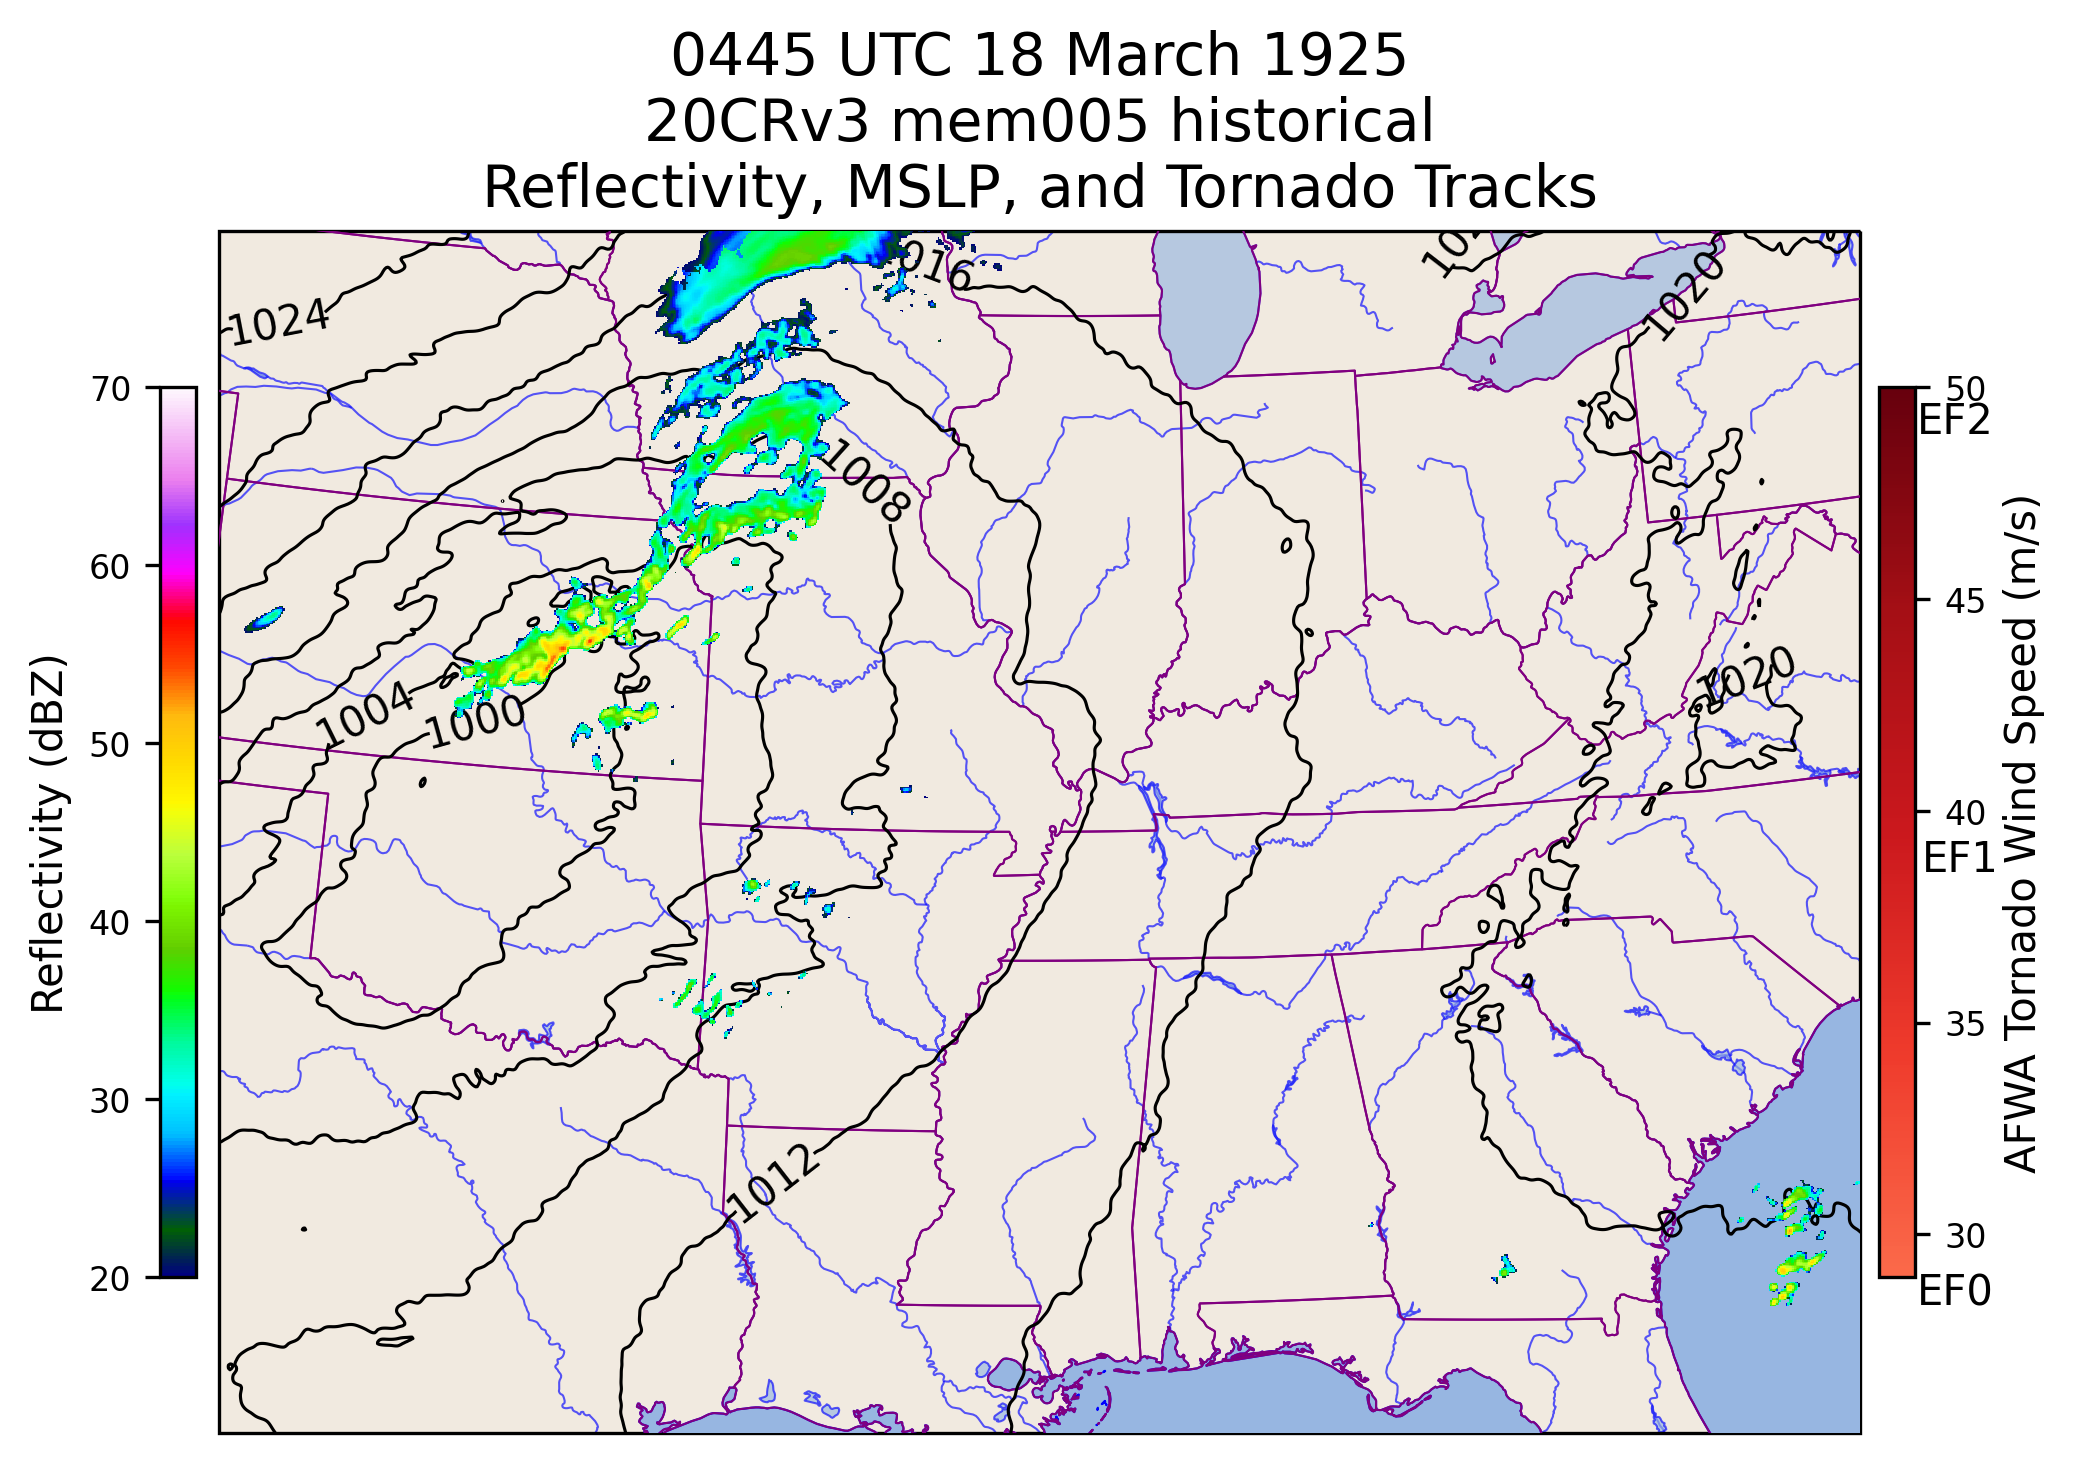 0445 UTC 18 March 1925
20CRv3 mem005 historical
Reflectivity, MSLP, and Tornado Tracks
1024
1020
1020
1008
1004
1000
1012
70
60
50
40
30
20
Reflectivity (dBZ)
50
EF2
45
40
EF1
35
30
EF0
AFWA Tornado Wind Speed (m/s)